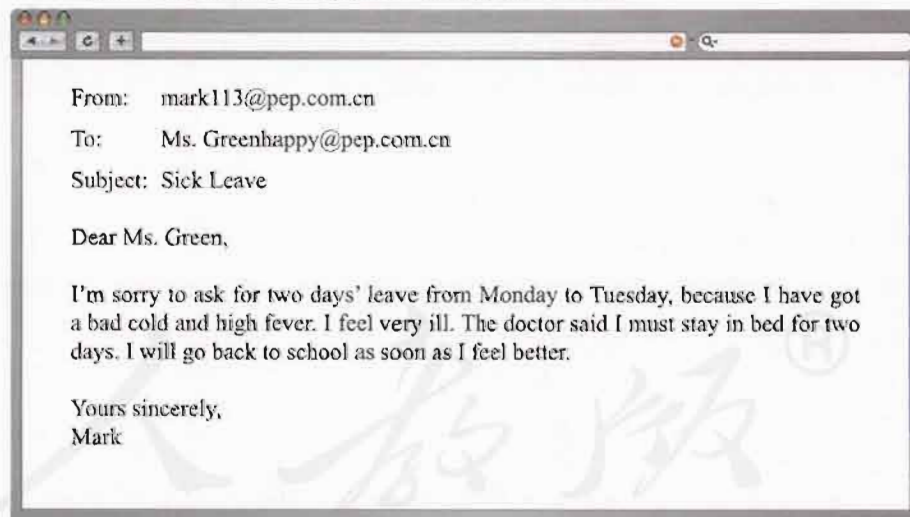 From: mark113@pep.com.cn
To: Ms. Greenhappy@pep.com.cn
Subject: Sick Leave
Dear Ms. Green,
I'm sorry to ask for two days' leave from Monday to Tuesday, because I have got
a bad cold and high fever. I feel very ill. The doctor said I must stay in bed for two
days. I will go back to school as soon as I feel better.
Yours sincerely,
Mark
人教版®